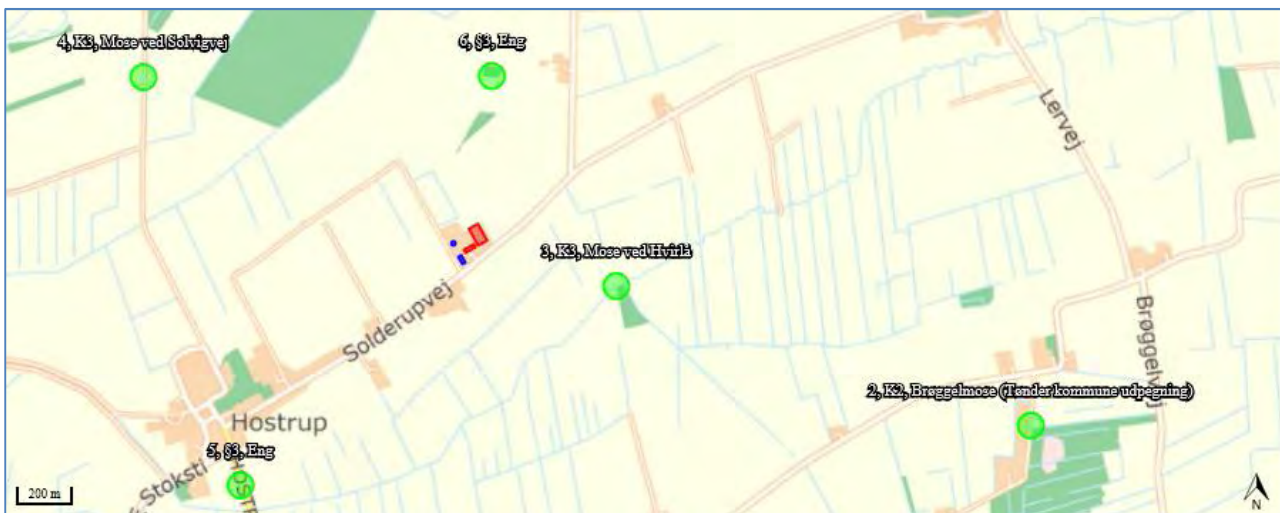 4, K3, Mose ved Solvigvej
6, §3, Eng
Lervej
3, K3, Mose ved Hvirlå
Solderupvej
Brøggelvej
2, K2, Brøggelmose (Tønder kommune udpegning)
Hostrup
5, §3, Eng
Stoksti
200 m
N